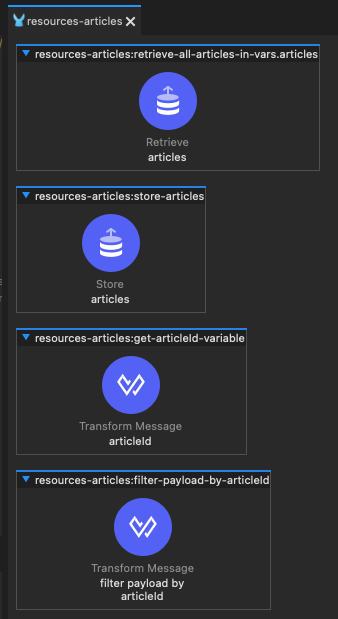 resources-articles
resources-articles:retrieve-all-articles-in-vars.articles
Retrieve
articles
resources-articles:store-articles
Store
articles
resources-articles:get-articleId-variable
Transform Message
articleId
resources-articles:filter-payload-by-articleId
Transform Message
filter payload by
articleId